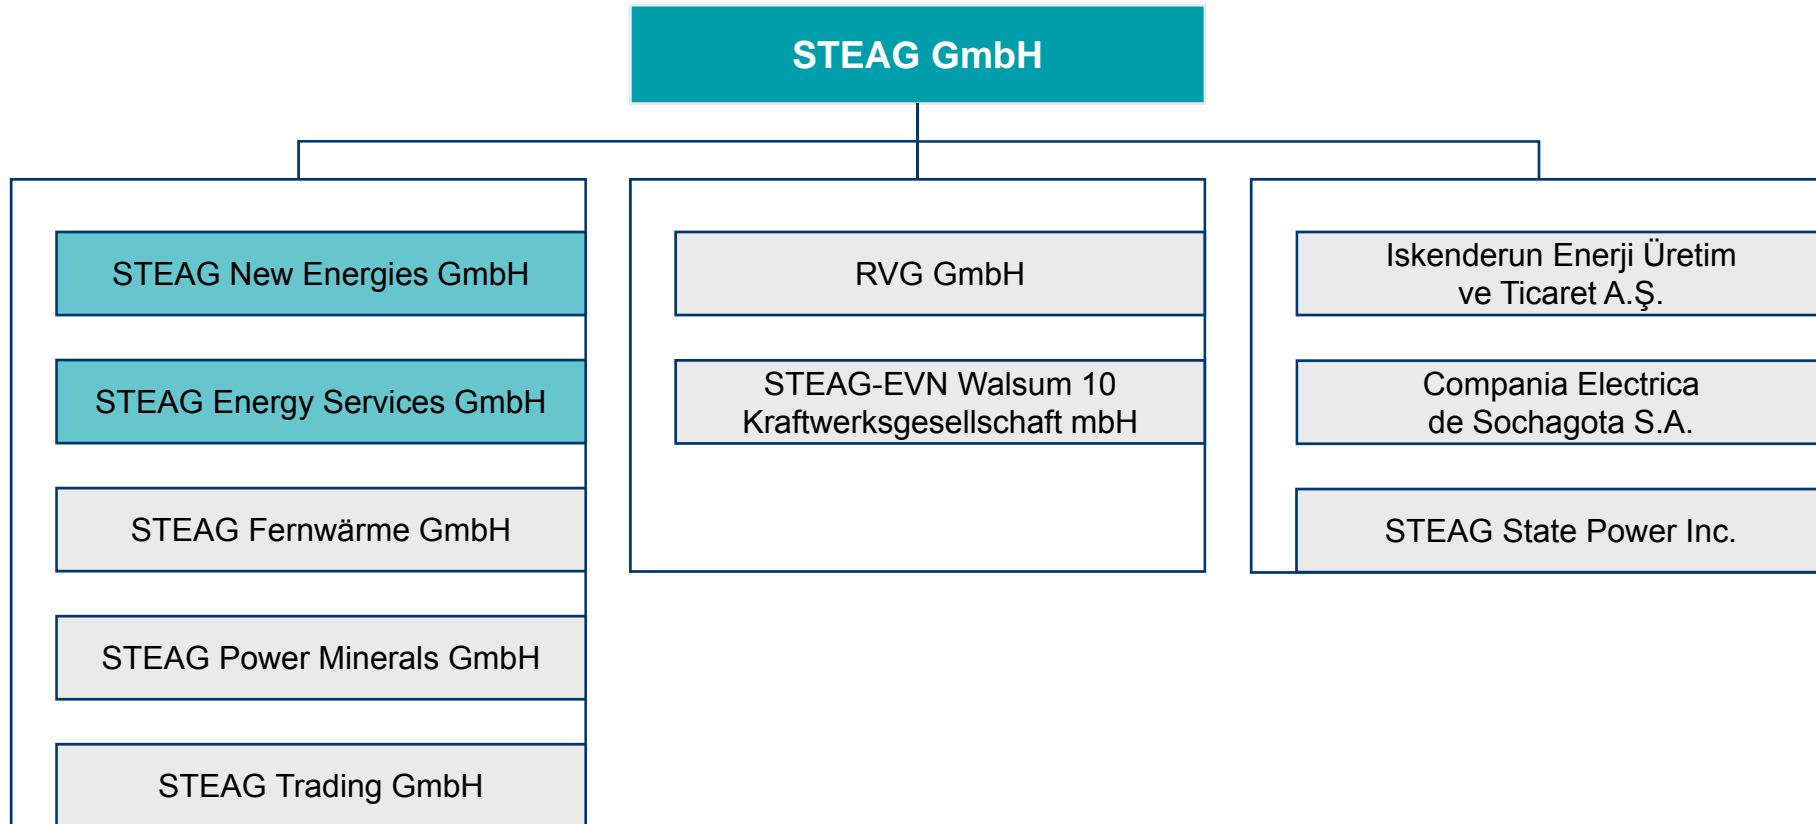 STEAG GmbH
STEAG New Energies GmbH
STEAG Energy Services GmbH
STEAG Fernwärme GmbH
STEAG Power Minerals GmbH
STEAG Trading GmbH
RVG GmbH
STEAG-EVN Walsum 10
Kraftwerksgesellschaft mbH
Iskenderun Enerji Üretim
ve Ticaret A.Ş.
Compania Electrica
de Sochagota S.A.
STEAG State Power Inc.